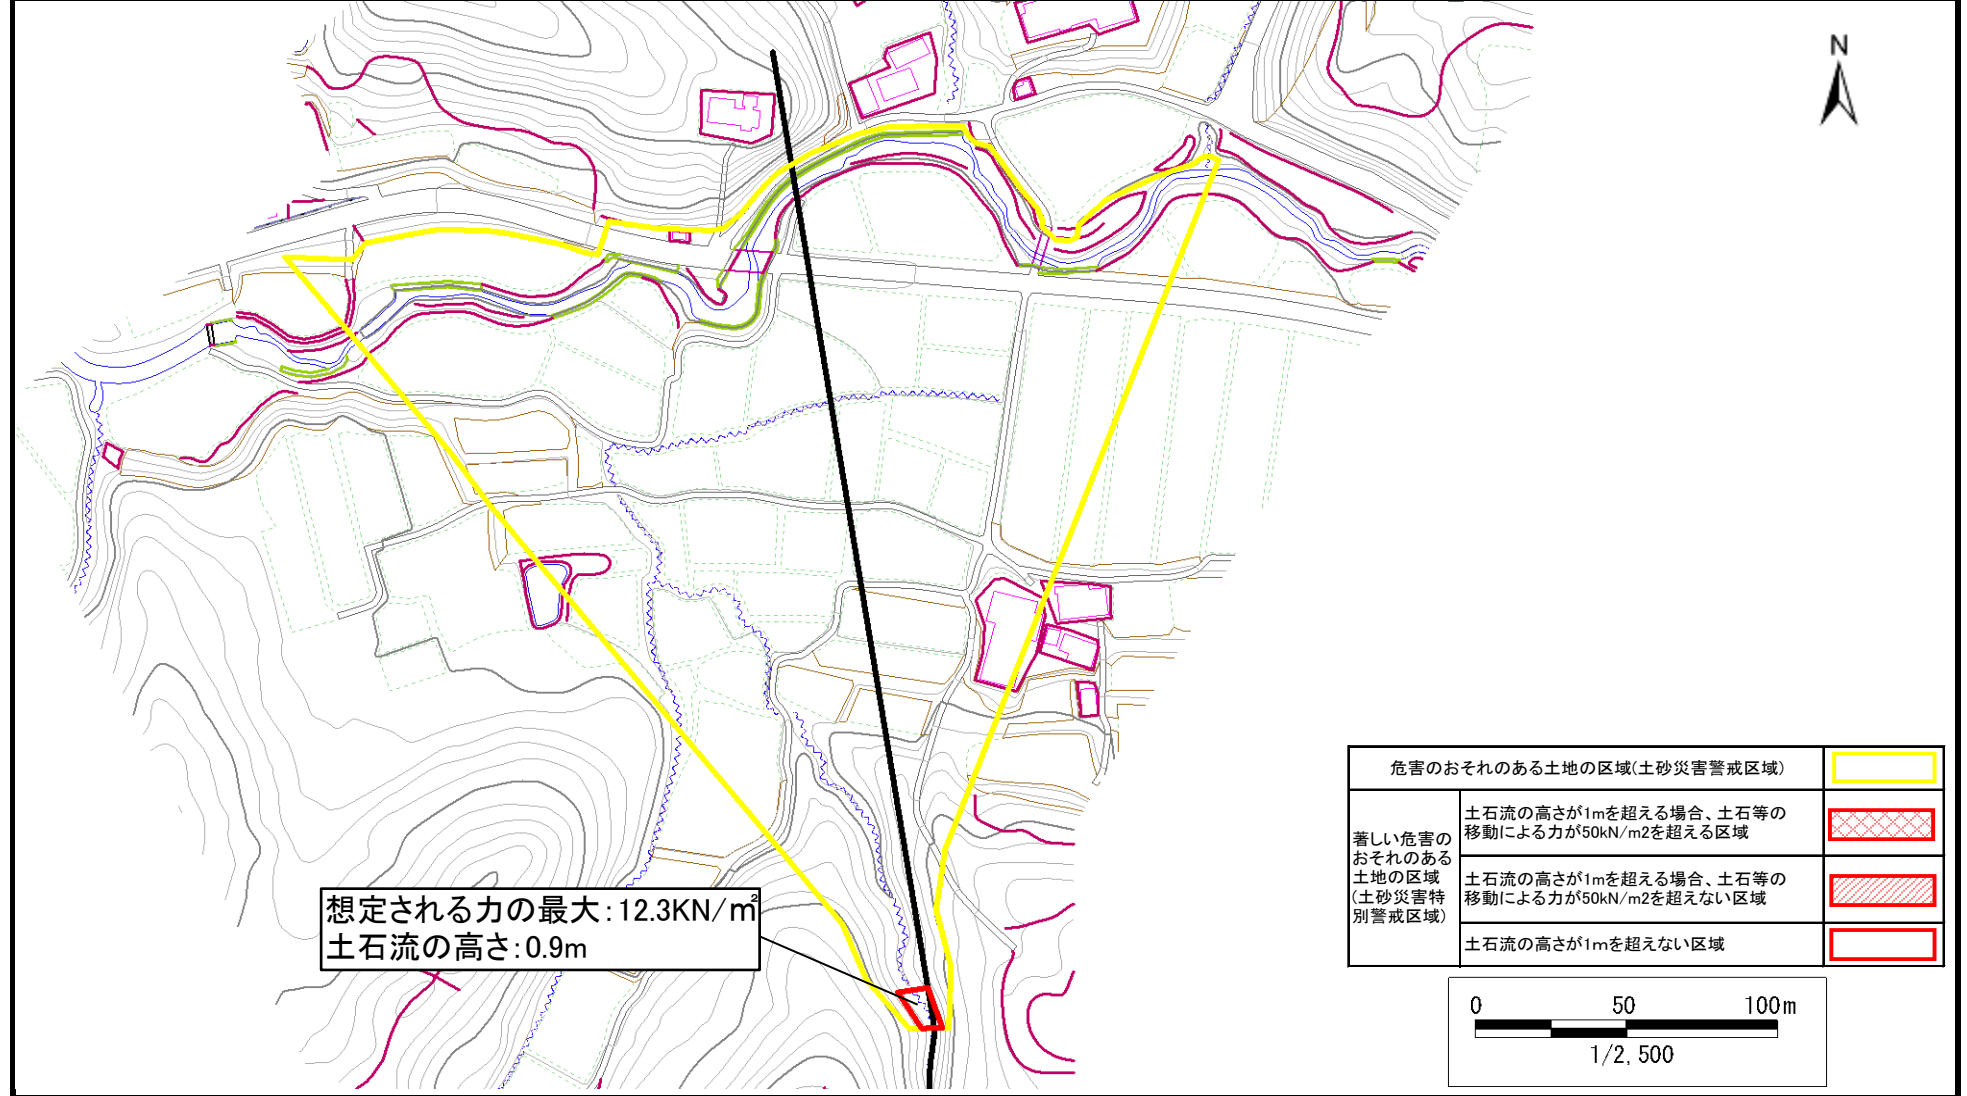 N
危害のおそれのある土地の区域(土砂災害警戒区域)
著しい危害の
おそれのある
土地の区域
(土砂災害特
別警戒区域)
土石流の高さが1mを超える場合、土石等の
移動による力が50kN/m2を超える区域
土石流の高さが1mを超える場合、土石等の
移動による力が50kN/m2を超えない区域
土石流の高さが1mを超えない区域
想定される力の最大:12.3KN/㎡
土石流の高さ:0.9m
0 50 100m
1/2,500